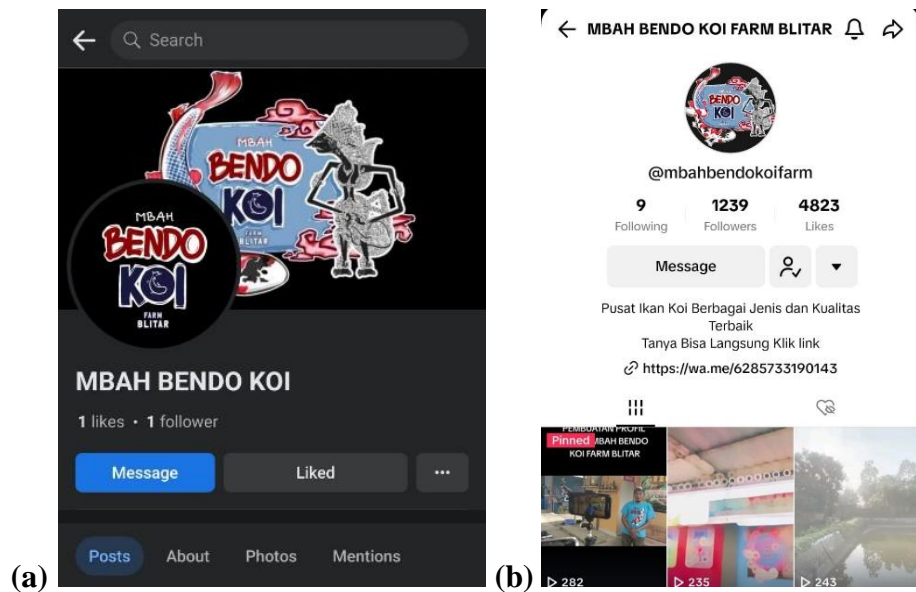 Search
MBAH
BENDO
KOI
FARM
BLITAR
MBAH
BENDO
KOI
FARM
BLITAR
MBAH BENDO KOI
1 likes • 1 follower
Message
Liked
Posts
About
Photos
Mentions
(a)
MBAH BENDO KOI FARM BLITAR
BENDO
KOI
@mbahbendokoifarm
9
Following
1239
Followers
4823
Likes
Message
Pusat Ikan Koi Berbagai Jenis dan Kualitas
Terbaik
Tanya Bisa Langsung Klik link
https://wa.me/6285733190143
PEMBUATAN PROFIL
Pinned
MBAH BENDO
KOI FARM BLITAR
282
235
243
(b)